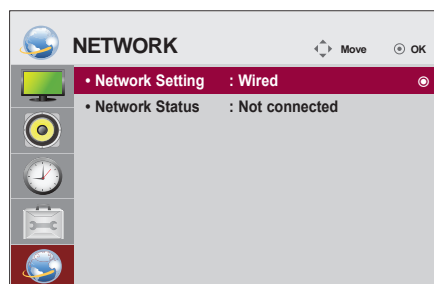 NETWORK
Move
OK
• Network Setting : Wired
• Network Status : Not connected